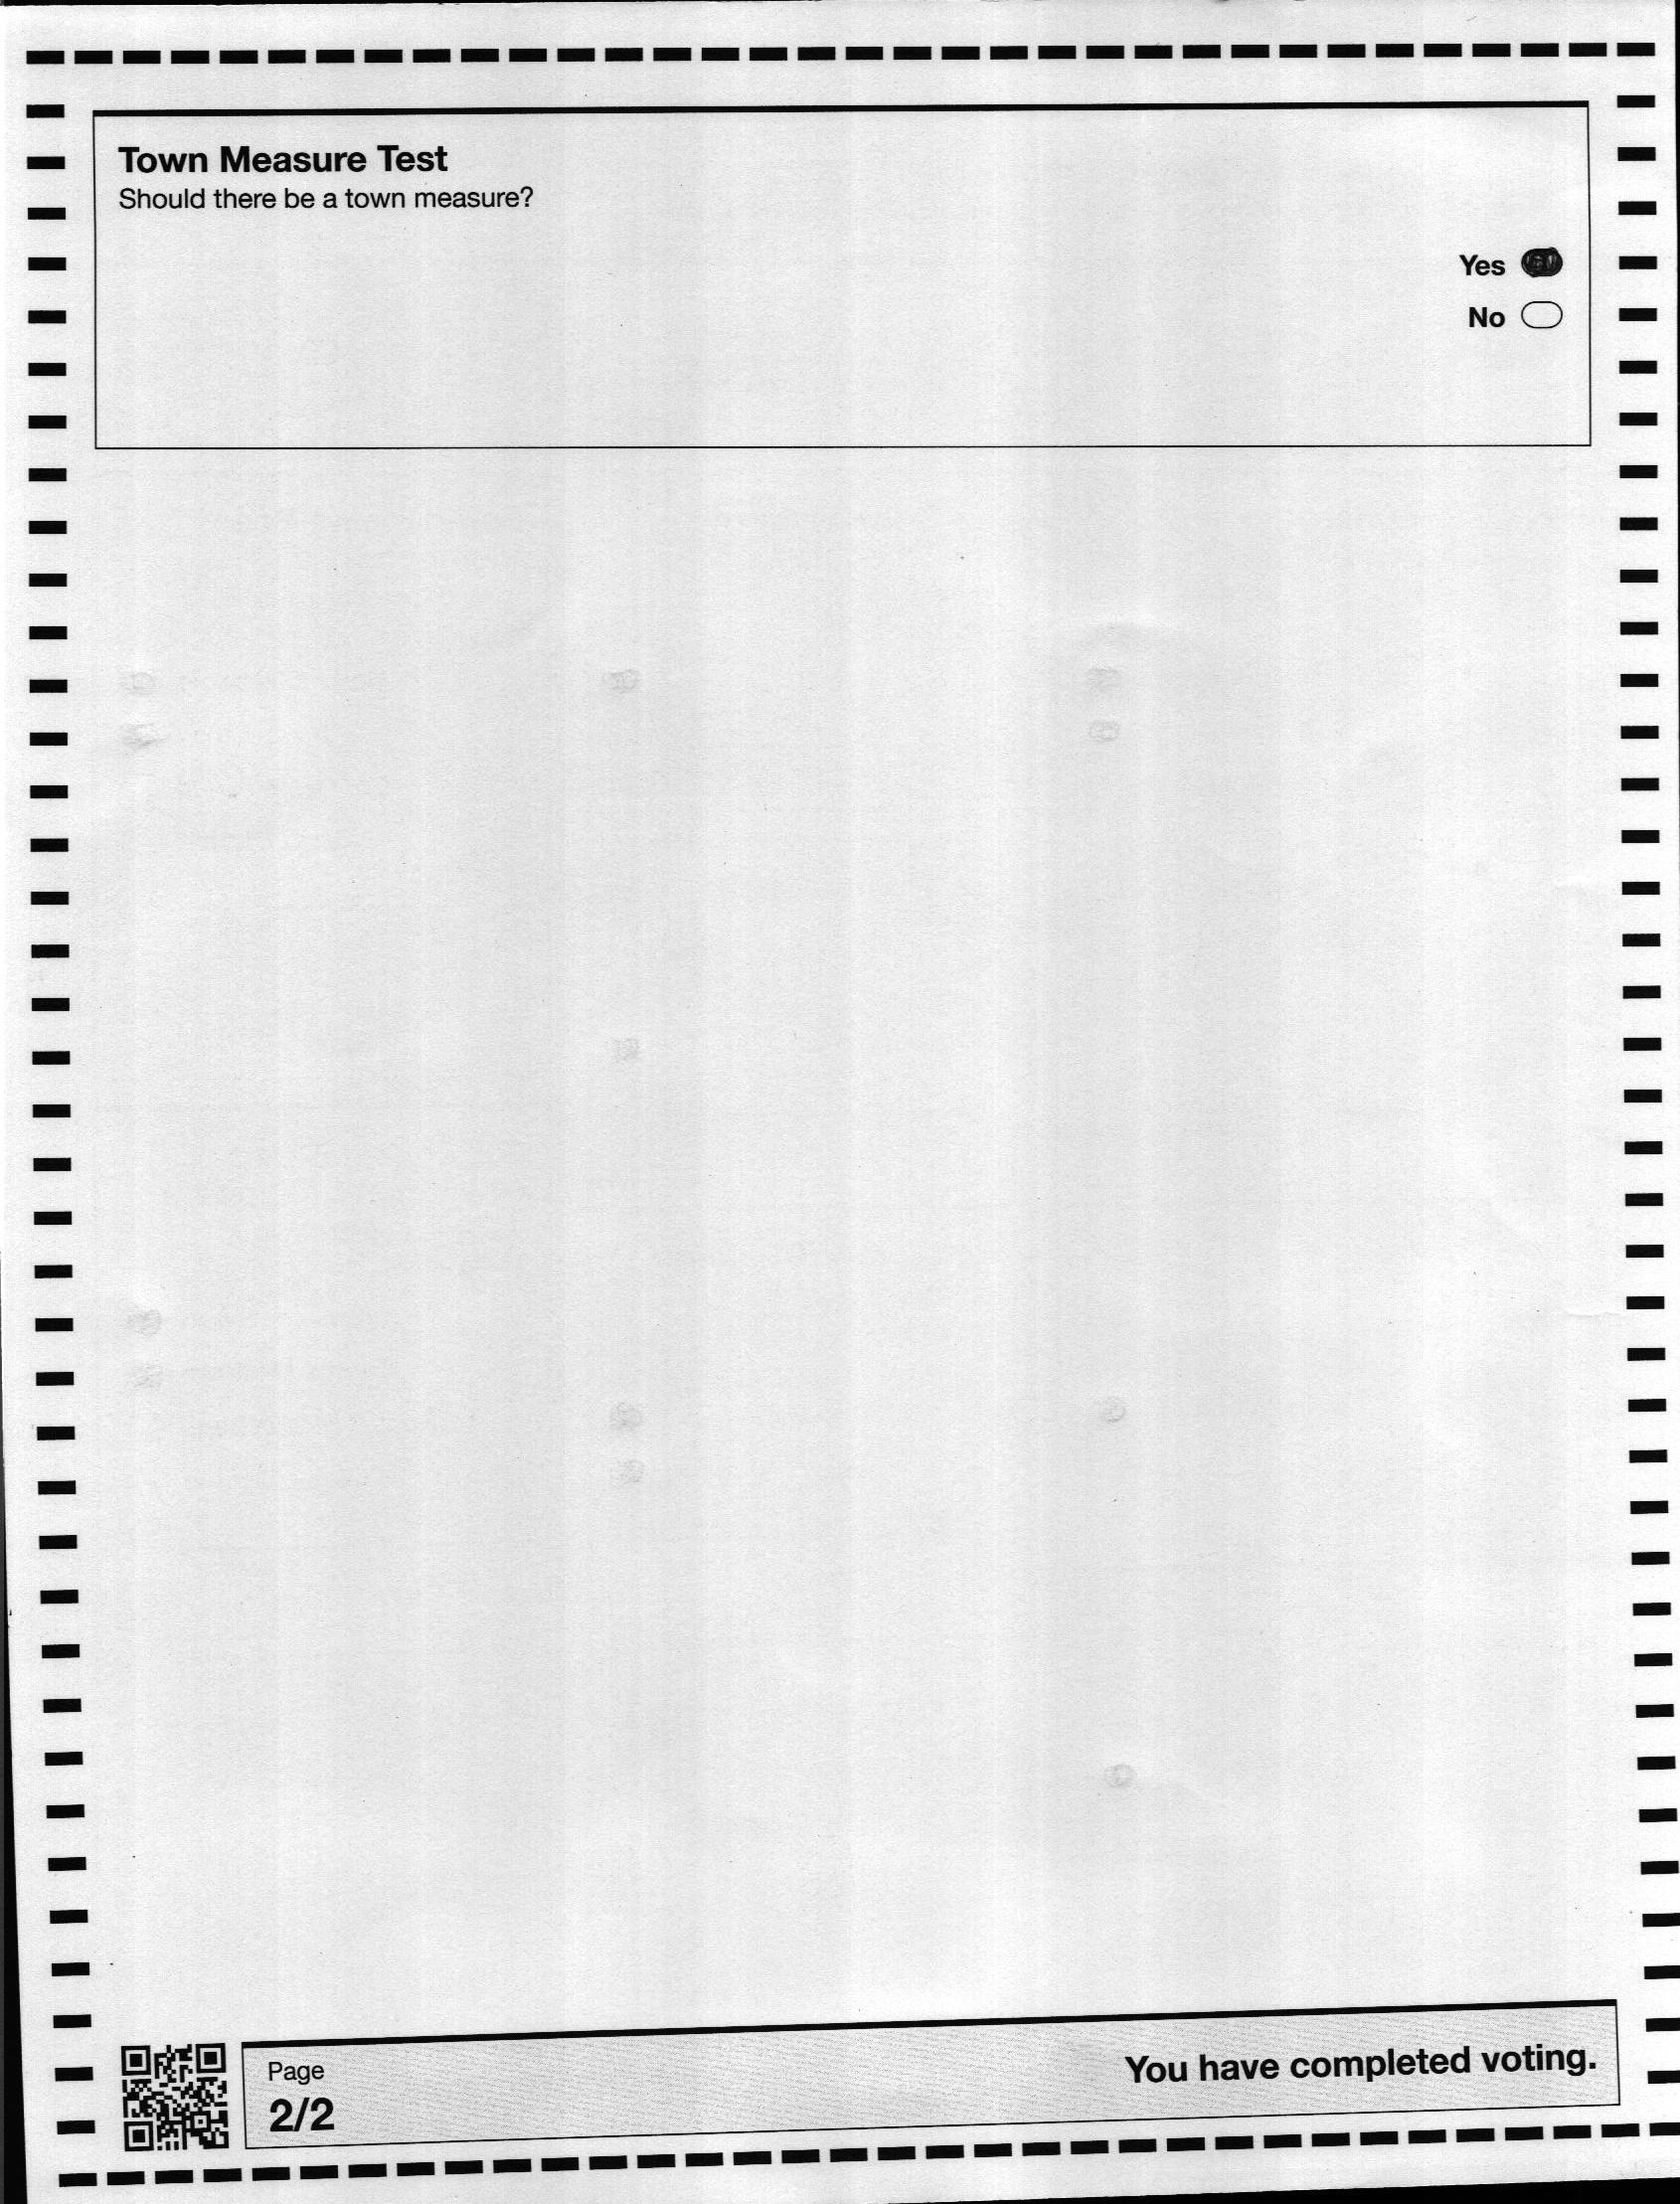 Town Measure Test
Should there be a town measure?
Yes
No
Page
2/2
You have completed voting.